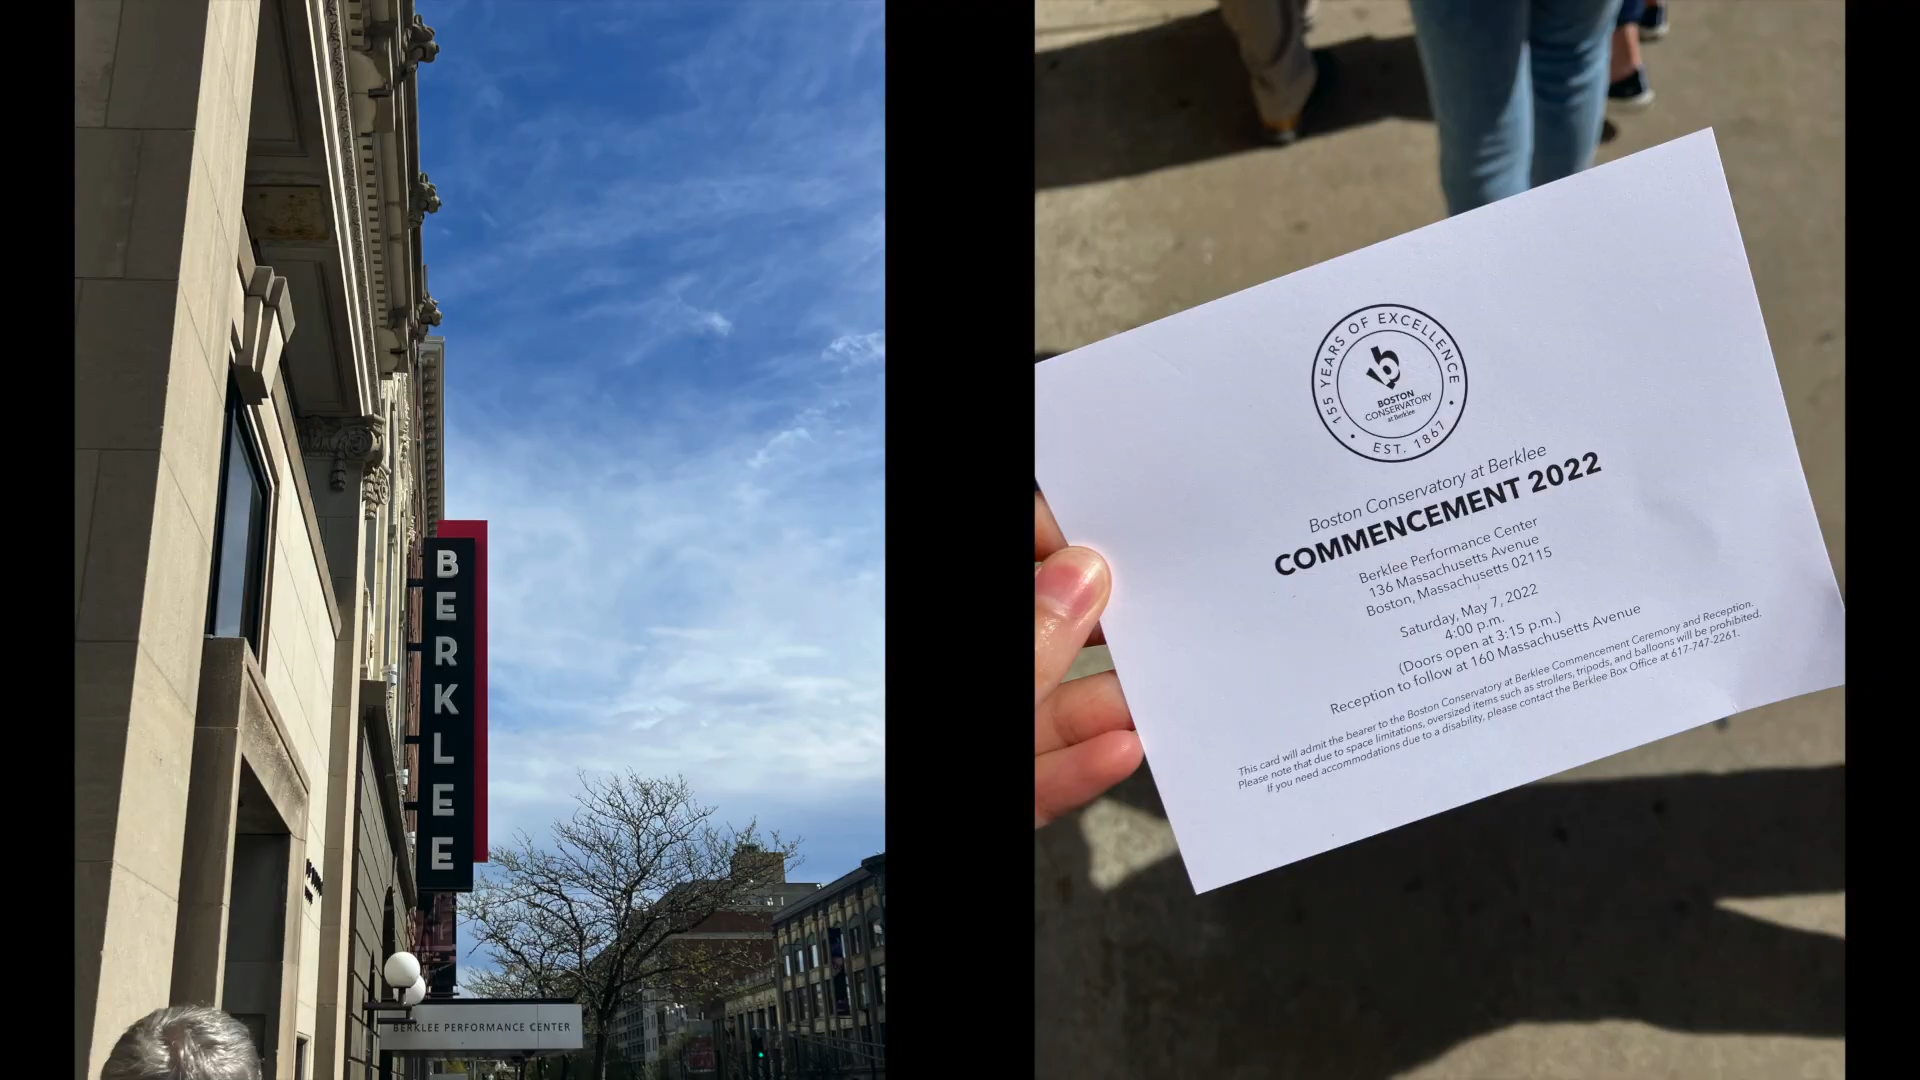 BERKLEE
BERKLEE PERFORMANCE CENTER
155 YEARS OF EXCELLENCE
BOSTON
CONSERVATORY
at Berklee
EST. 1867
Boston Conservatory at Berklee
COMMENCEMENT 2022
Berklee Performance Center
136 Massachusetts Avenue
Boston, Massachusetts 02115
Saturday, May 7, 2022
4:00 p.m.
(Doors open at 3:15 p.m.)
Reception to follow at 160 Massachusetts Avenue
This card will admit the bearer to the Boston Conservatory at Berklee Commencement Ceremony and Reception.
Please note that due to space limitations, oversized items such as strollers, tripods, and balloons will be prohibited.
If you need accommodations due to a disability, please contact the Berklee Box Office at 617-747-2261.